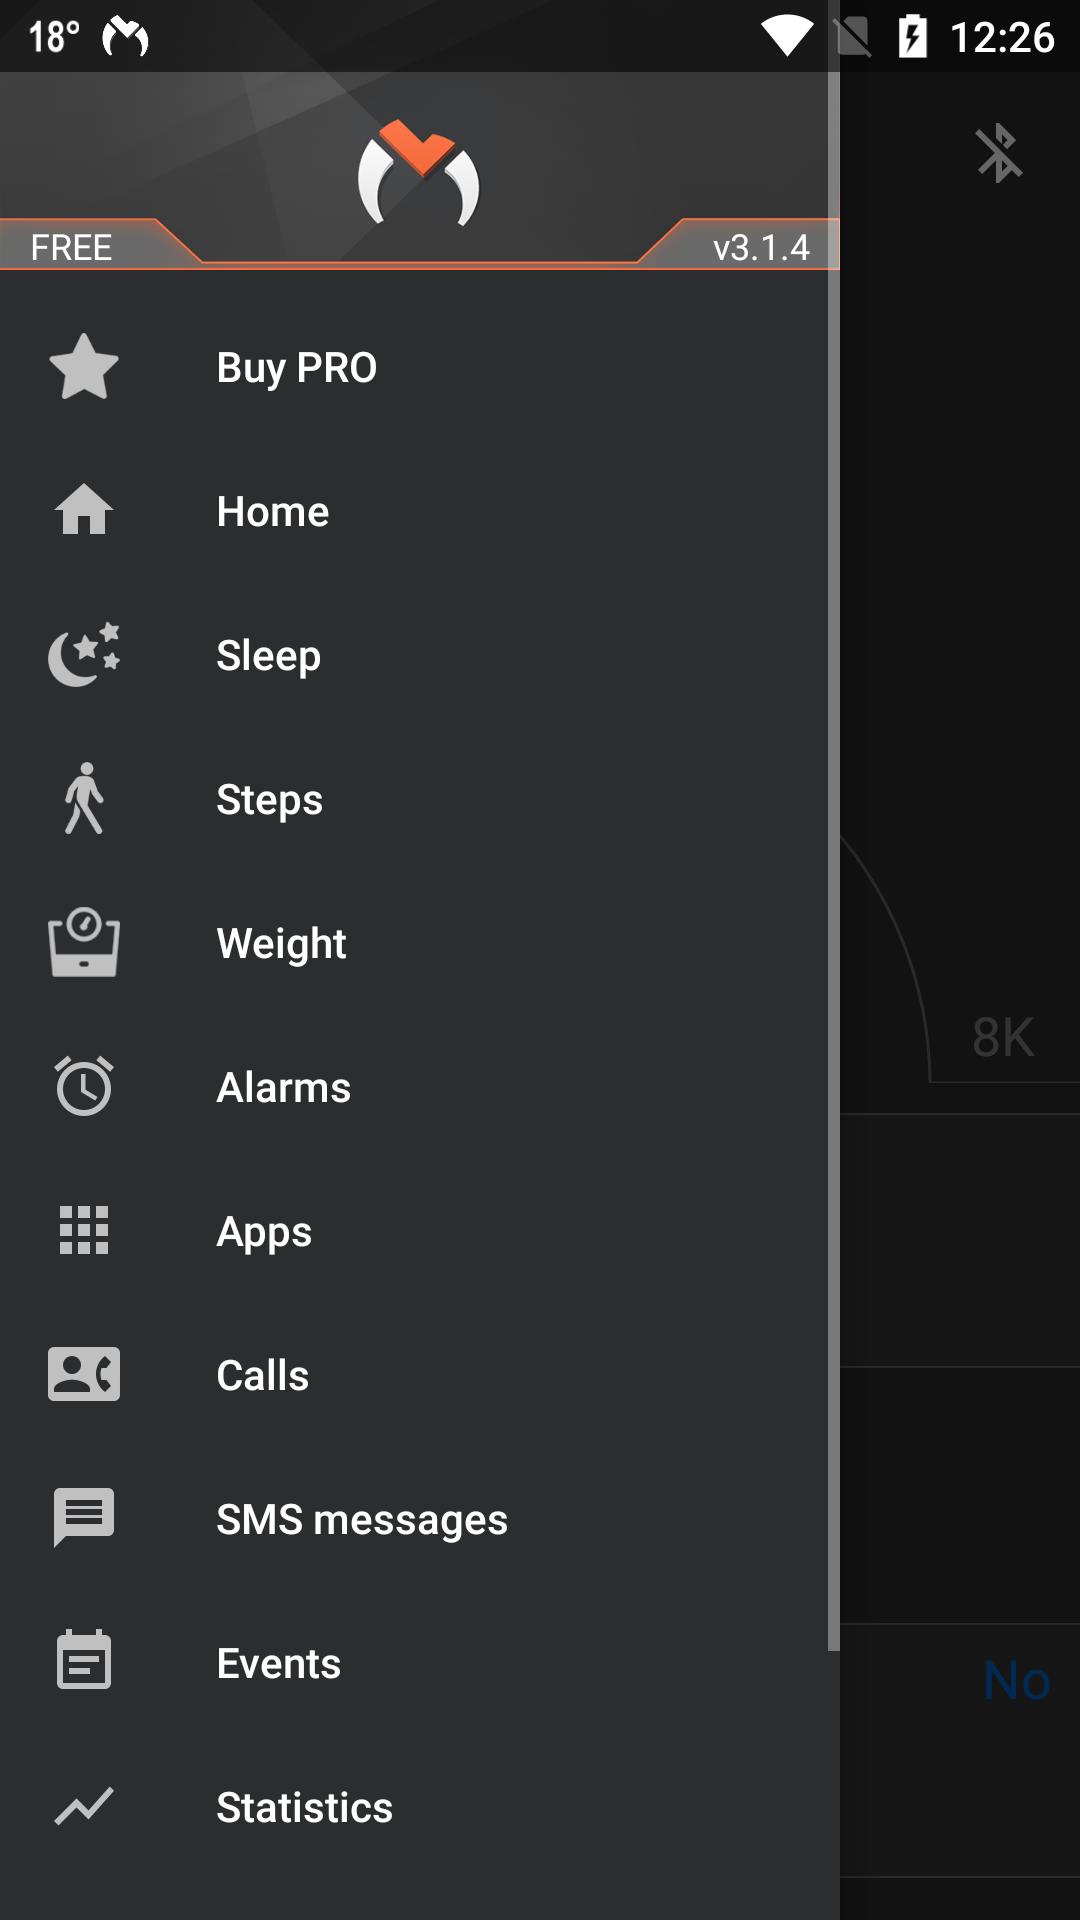 18° 12:26
FREE v3.1.4
Buy PRO
Home
Sleep
Steps
Weight
8K
Alarms
Apps
Calls
SMS messages
Events
No
Statistics